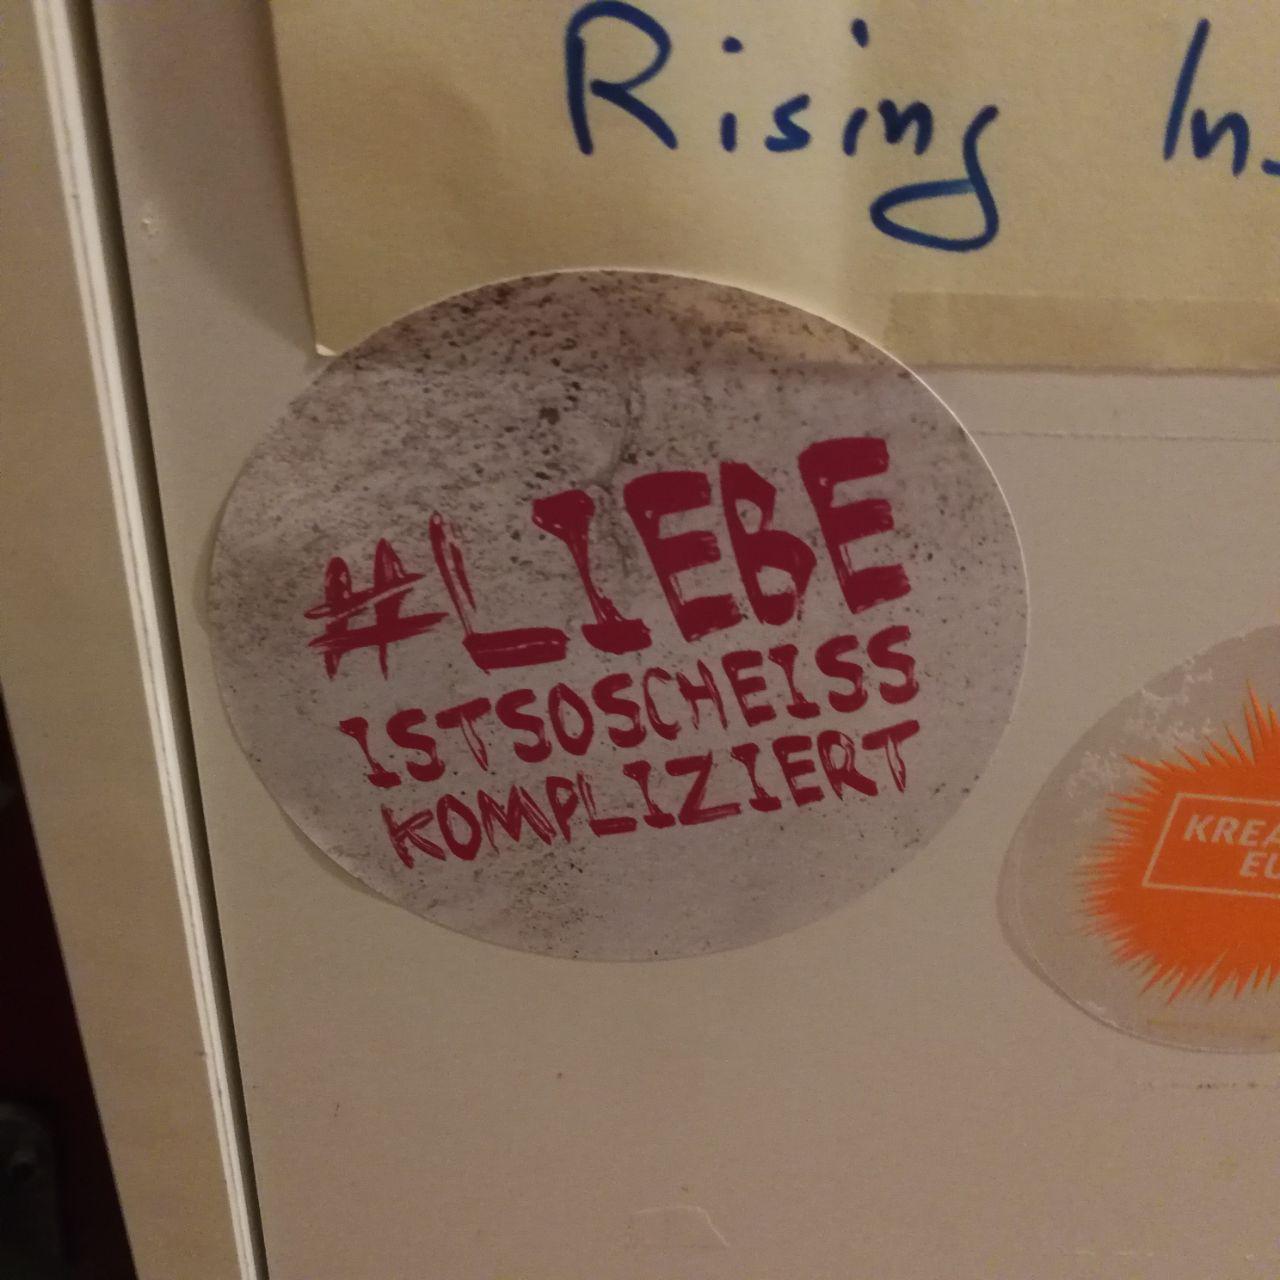 Rising
#LIEBE
ISTSOSCHEISS
KOMPLIZIERT